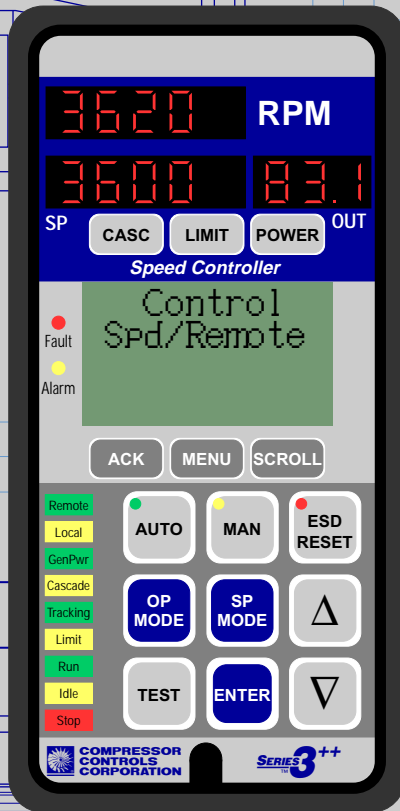 3620 RPM
3600 83.1
SP OUT
CASC LIMIT POWER
Speed Controller
Control
Spd/Remote
Fault
Alarm
ACK MENU SCROLL
Remote
Local
GenPwr
Cascade
Tracking
Limit
Run
Idle
Stop
AUTO MAN ESD RESET
OP MODE SP MODE Δ
TEST ENTER ∇
COMPRESSOR
CONTROLS
CORPORATION
SERIES 3++
TM